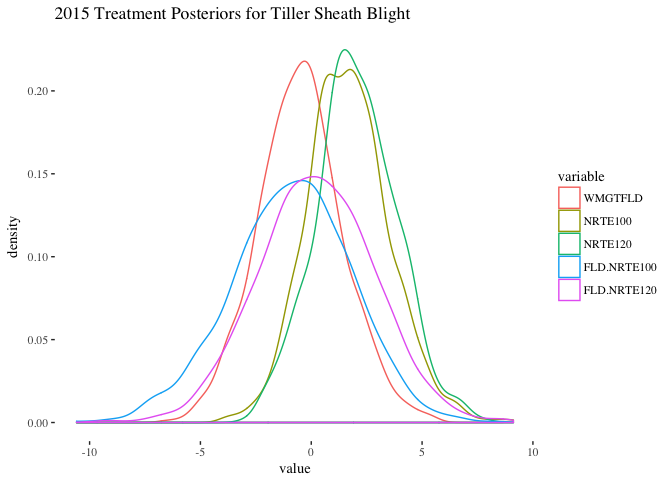 2015 Treatment Posteriors for Tiller Sheath Blight
0.20
0.15
0.10
0.05
0.00
density
-10
-5
0
5
10
value
variable
WMGTFLD
NRTE100
NRTE120
FLD.NRTE100
FLD.NRTE120